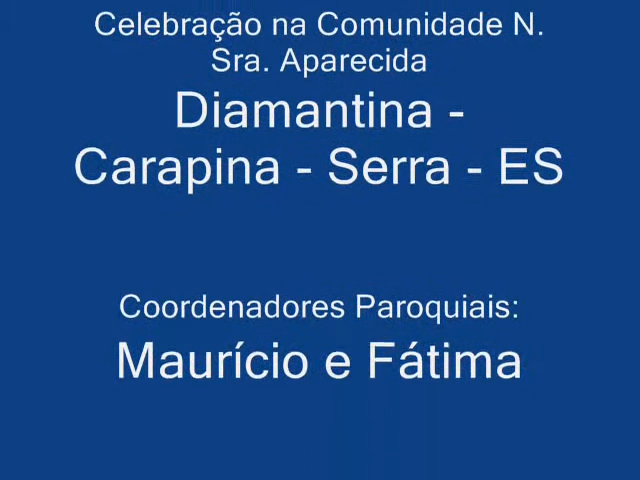 Celebração na Comunidade N.
Sra. Aparecida
Diamantina -
Carapina - Serra - ES
Coordenadores Paroquiais:
Maurício e Fátima